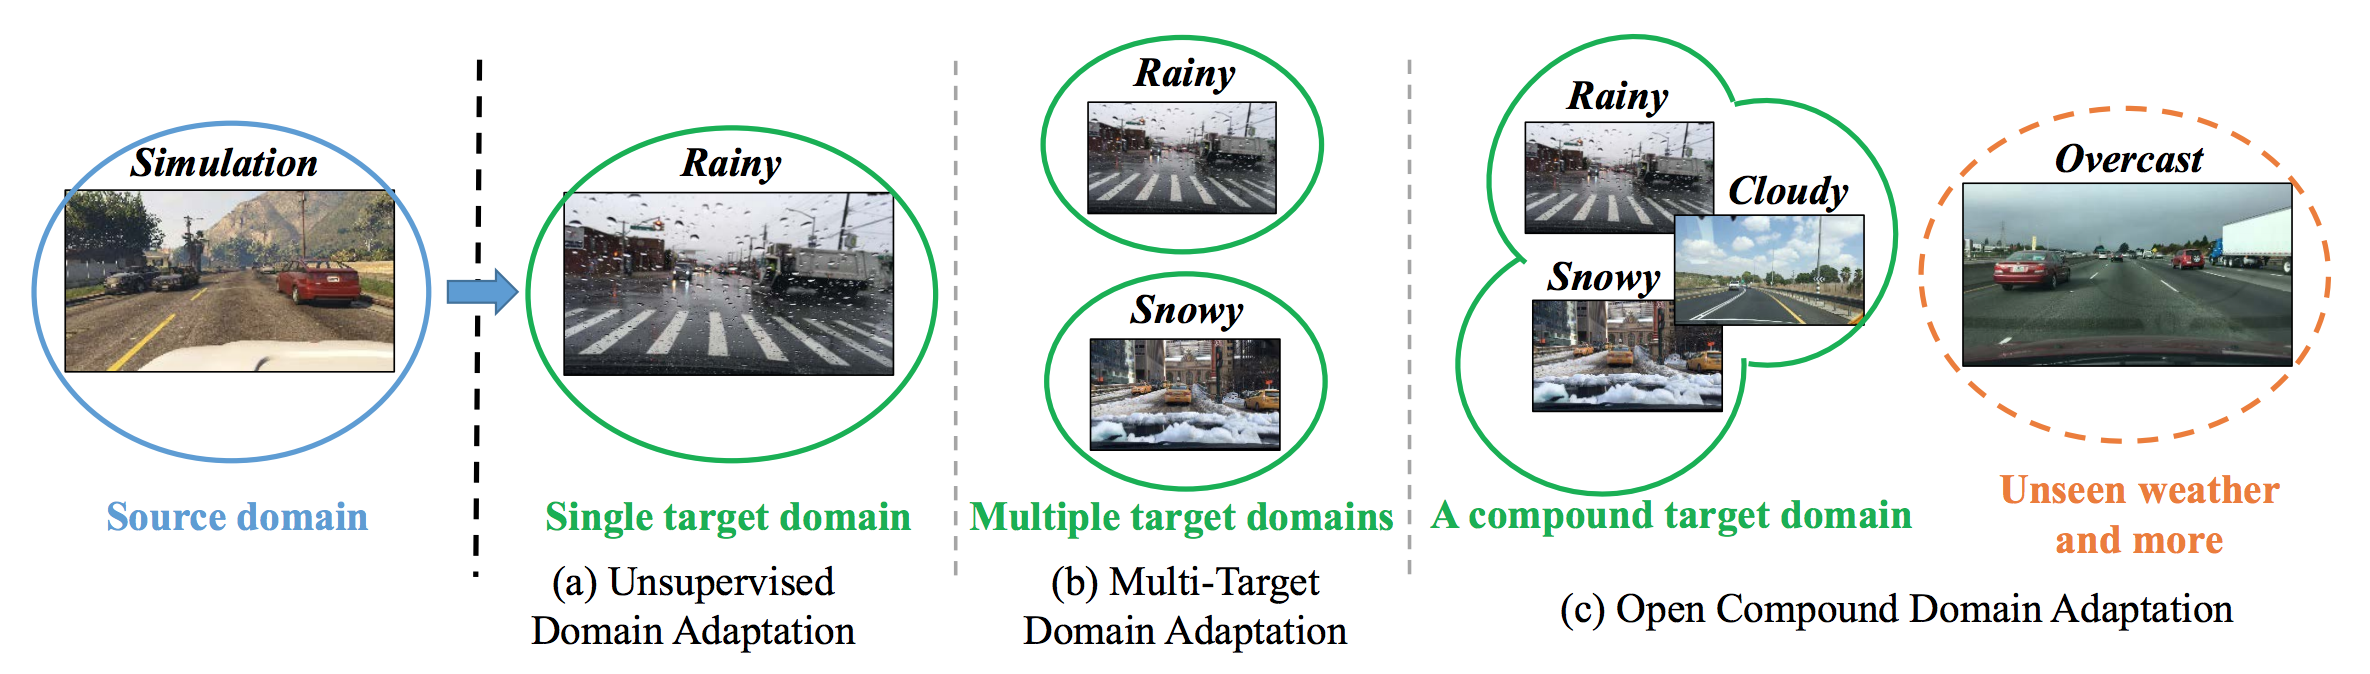 Simulation
Source domain
Rainy
Single target domain
(a) Unsupervised
Domain Adaptation
Rainy
Snowy
Multiple target domains
(b) Multi-Target
Domain Adaptation
Rainy
Cloudy
Snowy
A compound target domain
Overcast
Unseen weather
and more
(c) Open Compound Domain Adaptation